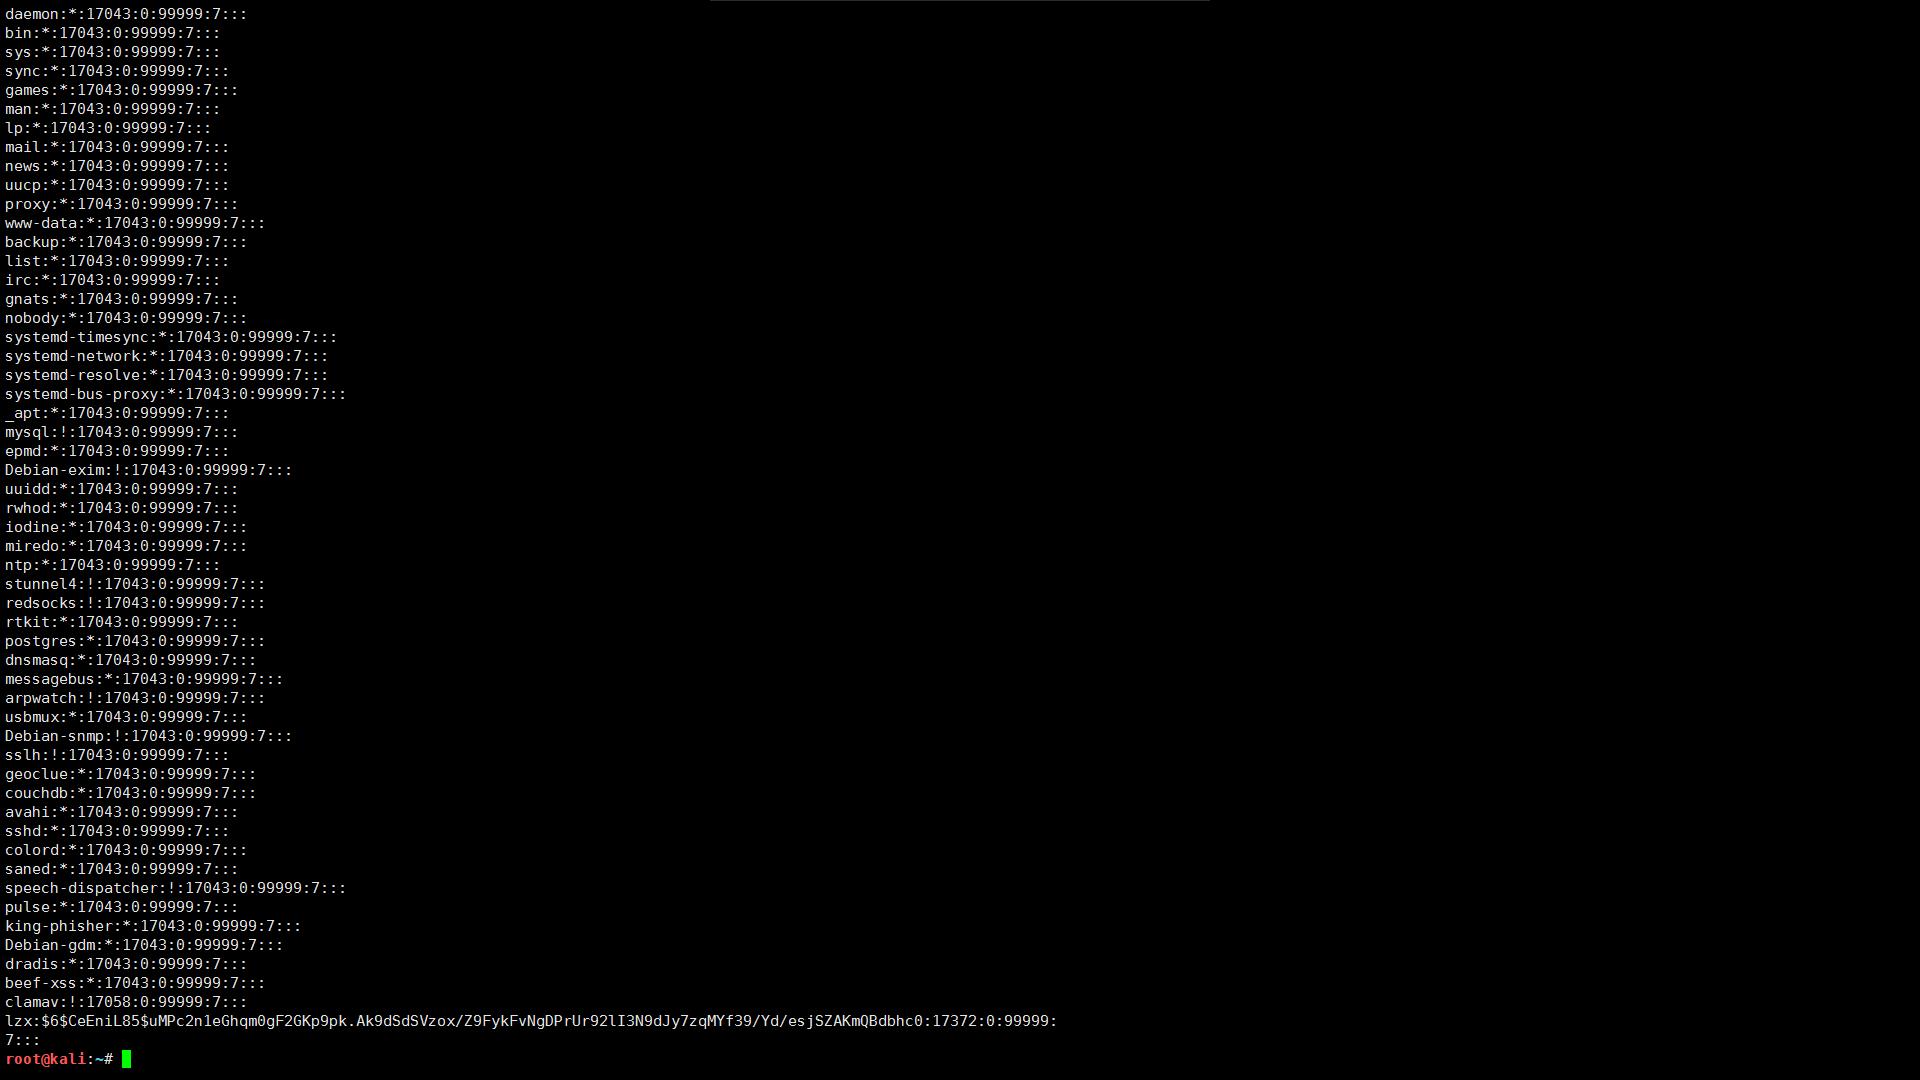 daemon:*:17043:0:99999:7:::
bin:*:17043:0:99999:7:::
sys:*:17043:0:99999:7:::
sync:*:17043:0:99999:7:::
games:*:17043:0:99999:7:::
man:*:17043:0:99999:7:::
lp:*:17043:0:99999:7:::
mail:*:17043:0:99999:7:::
news:*:17043:0:99999:7:::
uucp:*:17043:0:99999:7:::
proxy:*:17043:0:99999:7:::
www-data:*:17043:0:99999:7:::
backup:*:17043:0:99999:7:::
list:*:17043:0:99999:7:::
irc:*:17043:0:99999:7:::
gnats:*:17043:0:99999:7:::
nobody:*:17043:0:99999:7:::
systemd-timesync:*:17043:0:99999:7:::
systemd-network:*:17043:0:99999:7:::
systemd-resolve:*:17043:0:99999:7:::
systemd-bus-proxy:*:17043:0:99999:7:::
_apt:*:17043:0:99999:7:::
mysql:!:17043:0:99999:7:::
epmd:*:17043:0:99999:7:::
Debian-exim:!:17043:0:99999:7:::
uuidd:*:17043:0:99999:7:::
rwhod:*:17043:0:99999:7:::
iodine:*:17043:0:99999:7:::
miredo:*:17043:0:99999:7:::
ntp:*:17043:0:99999:7:::
stunnel4:!:17043:0:99999:7:::
redsocks:!:17043:0:99999:7:::
rtkit:*:17043:0:99999:7:::
postgres:*:17043:0:99999:7:::
dnsmasq:*:17043:0:99999:7:::
messagebus:*:17043:0:99999:7:::
arpwatch:!:17043:0:99999:7:::
usbmux:*:17043:0:99999:7:::
Debian-snmp:!:17043:0:99999:7:::
sslh:!:17043:0:99999:7:::
geoclue:*:17043:0:99999:7:::
couchdb:*:17043:0:99999:7:::
avahi:*:17043:0:99999:7:::
sshd:*:17043:0:99999:7:::
colord:*:17043:0:99999:7:::
saned:*:17043:0:99999:7:::
speech-dispatcher:!:17043:0:99999:7:::
pulse:*:17043:0:99999:7:::
king-phisher:*:17043:0:99999:7:::
Debian-gdm:*:17043:0:99999:7:::
dradis:*:17043:0:99999:7:::
beef-xss:*:17043:0:99999:7:::
clamav:!:17058:0:99999:7:::
lzx:$6$CeEniL85$uMPc2n1eGhqm0gF2GKp9pk.Ak9dSdSVzox/Z9FykFvNgDPrUr92lI3N9dJy7zqMYf39/Yd/esjSZAKmQBdbhc0:17372:0:99999:
7:::
root@kali:~#